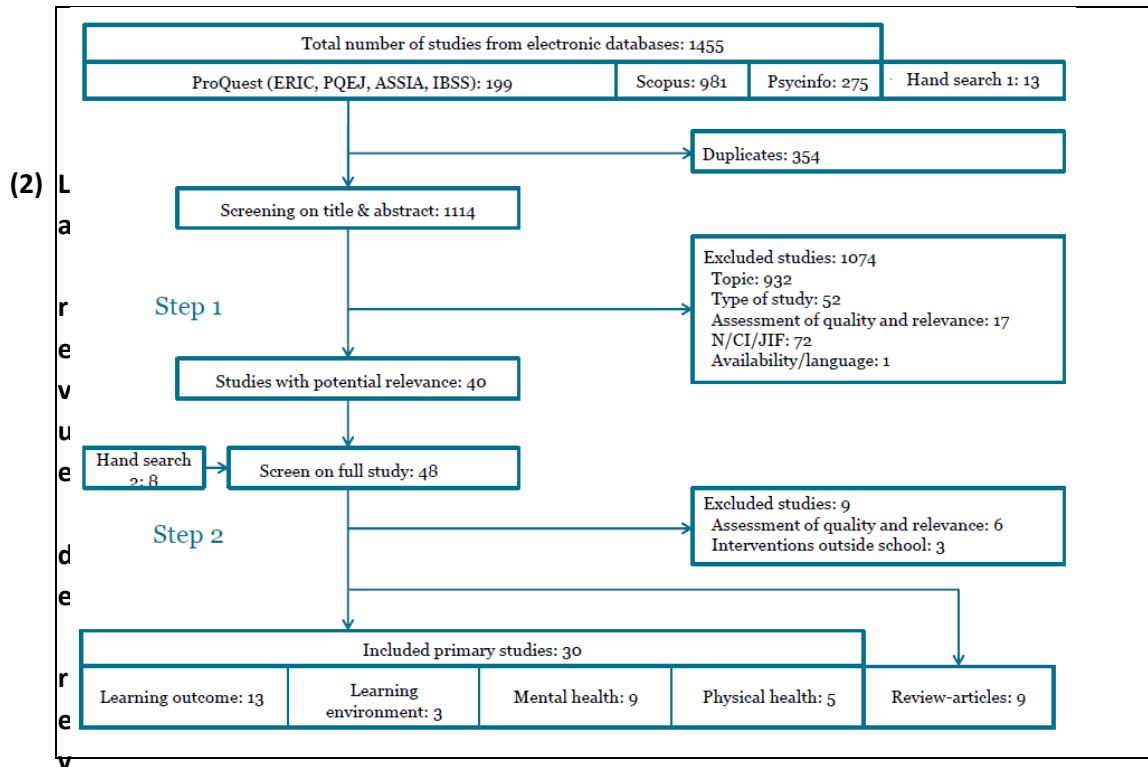 Total number of studies from electronic databases: 1455
ProQuest (ERIC, PQEJ, ASSIA, IBSS): 199
Scopus: 981
Psycinfo: 275
Hand search 1: 13
Duplicates: 354
(2)
L
a
Screening on title & abstract: 1114
Excluded studies: 1074
Topic: 932
Type of study: 52
Assessment of quality and relevance: 17
N/CI/JIF: 72
Availability/language: 1
Step 1
r
e
v
u
e
Studies with potential relevance: 40
Hand search
2: 8
Screen on full study: 48
Excluded studies: 9
Assessment of quality and relevance: 6
Interventions outside school: 3
Step 2
d
e
Included primary studies: 30
Learning outcome: 13
Learning
environment: 3
Mental health: 9
Physical health: 5
Review-articles: 9
r
e
v